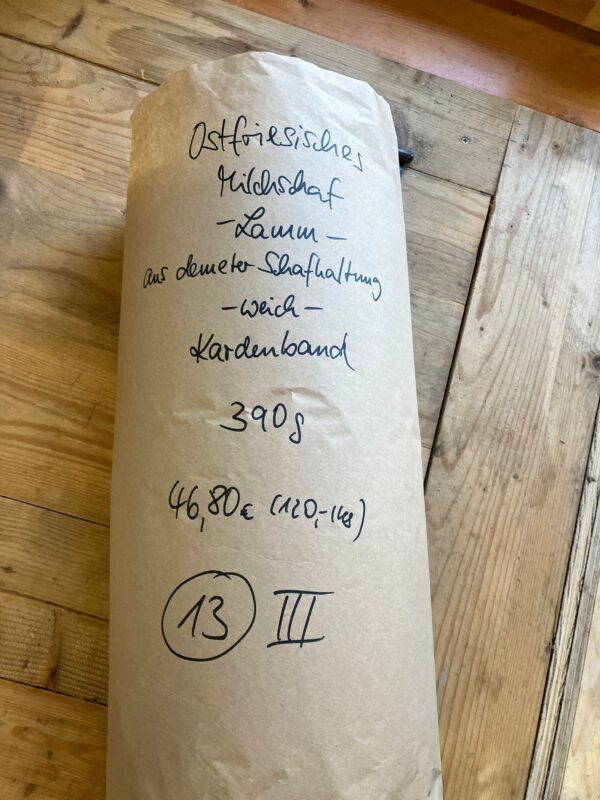 Ostfriesisches
Milchschaf
- Lamm -
aus demeter Schafhaltung
- weich -
Kardenband
390g
46,80€ (120,-/kg)
13 III